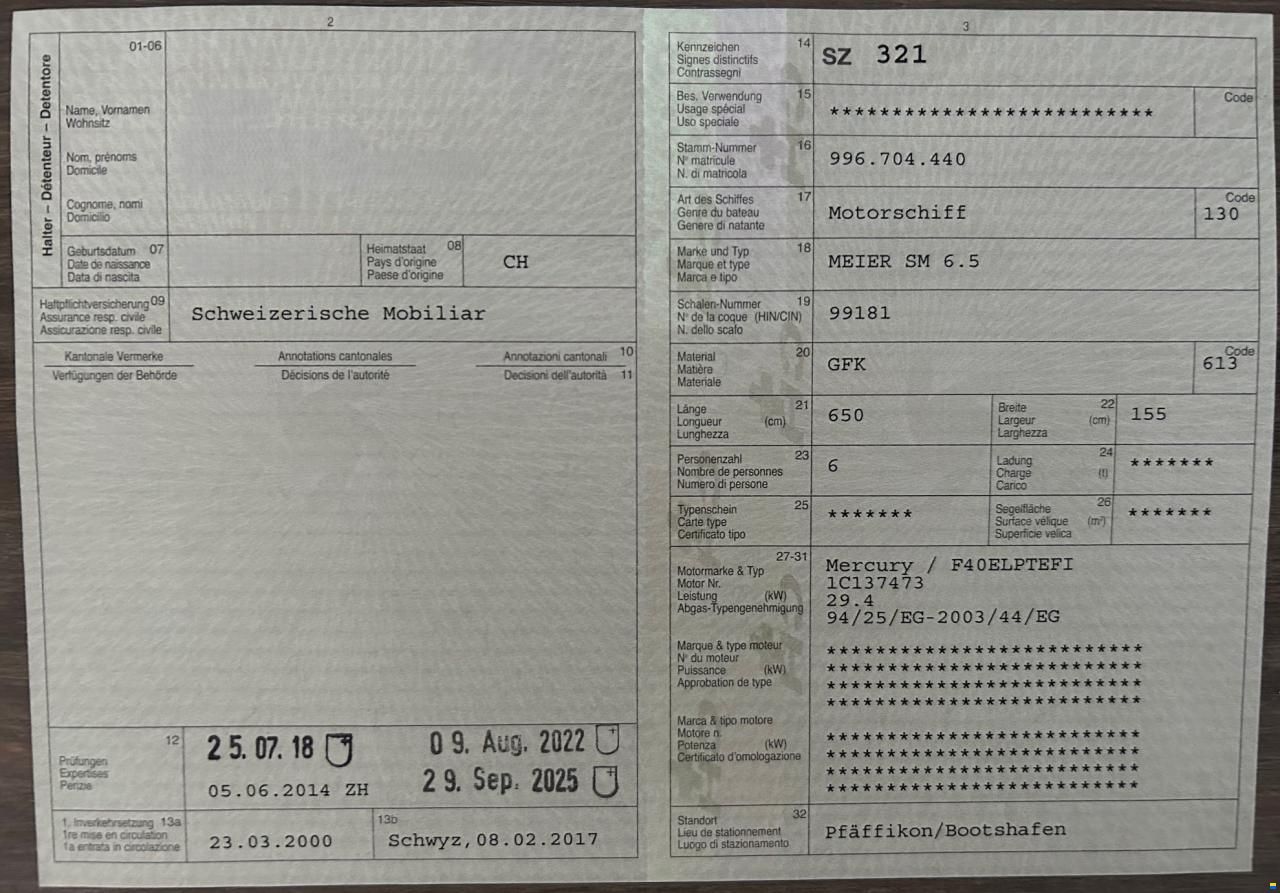 2
Halter – Détenteur – Detentore
01-06
Name, Vornamen
Wohnsitz
Nom, prénoms
Domicile
Cognome, nomi
Domicilio
Geburtsdatum 07
Date de naissance
Data di nascita
Heimatstaat 08
Pays d'origine
Paese d'origine
CH
Haftpflichtversicherung 09
Assurance resp. civile
Assicurazione resp. civile
Schweizerische Mobiliar
Kantonale Vermerke Annotations cantonales Annotazioni cantonali 10
Verfügungen der Behörde Décisions de l'autorité Decisioni dell'autorità 11
12
Prüfungen
Expertises
Perizie
25.07.18
09. Aug. 2022
05.06.2014 ZH
29. Sep. 2025
1. Inverkehrsetzung 13a
1re mise en circulation
1a entrata in circolazione
23.03.2000
13b
Schwyz, 08.02.2017
3
Kennzeichen 14
Signes distinctifs
Contrassegni
SZ 321
Bes. Verwendung 15
Usage spécial
Uso speciale
**************************
Code
Stamm-Nummer 16
N° matricule
N. di matricola
996.704.440
Art des Schiffes 17
Genre du bateau
Genere di natante
Motorschiff
Code
130
Marke und Typ 18
Marque et type
Marca e tipo
MEIER SM 6.5
Schalen-Nummer 19
N° de la coque (HIN/CIN)
N. dello scafo
99181
Material 20
Matière
Materiale
GFK
Code
613
Länge 21
Longueur (cm)
Lunghezza
650
Breite 22
Largeur (cm)
Larghezza
155
Personenzahl 23
Nombre de personnes
Numero di persone
6
Ladung 24
Charge (t)
Carico
*******
Typenschein 25
Carte type
Certificato tipo
*******
Segelfläche 26
Surface vélique (m²)
Superficie velica
*******
27-31
Motormarke & Typ
Motor Nr.
Leistung (kW)
Abgas-Typengenehmigung
Mercury / F40ELPTEFI
1C137473
29.4
94/25/EG-2003/44/EG
Marque & type moteur
N° du moteur
Puissance (kW)
Approbation de type
**************************
**************************
**************************
**************************
Marca & tipo motore
Motore n.
Potenza (kW)
Certificato d'omologazione
**************************
**************************
**************************
**************************
Standort 32
Lieu de stationnement
Luogo di stazionamento
Pfäffikon/Bootshafen